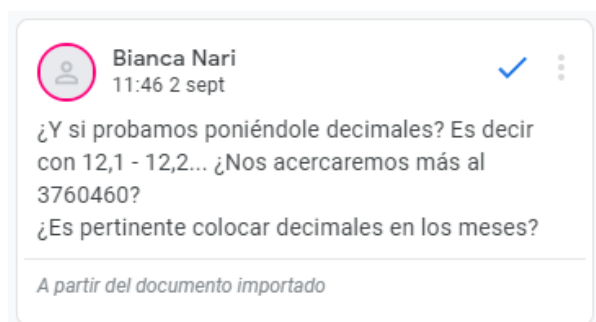 Bianca Nari
11:46 2 sept
¿Y si probamos poniéndole decimales? Es decir
con 12,1 - 12,2... ¿Nos acercaremos más al
3760460?
¿Es pertinente colocar decimales en los meses?
A partir del documento importado